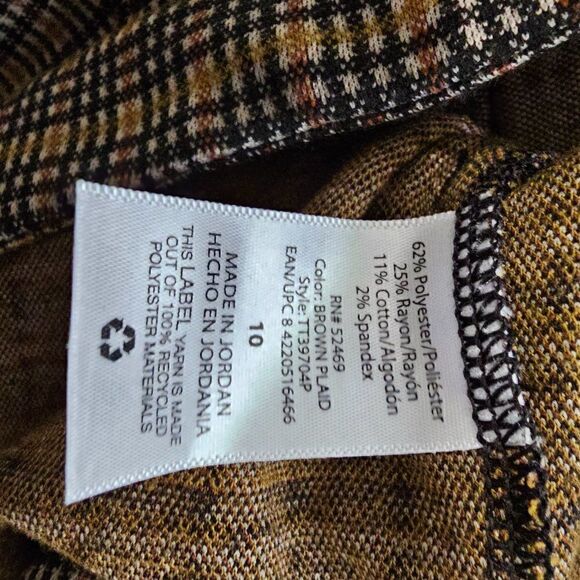 62% Polyester/Poliéster
25% Rayon/Rayón
11% Cotton/Algodón
2% Spandex
RN# 52469
Color: BROWN PLAID
Style: TT39704P
EAN/UPC 8 4220516466
10
MADE IN JORDAN
HECHO EN JORDANIA
THIS LABEL YARN IS MADE
OUT OF 100% RECYCLED
POLYESTER MATERIALS